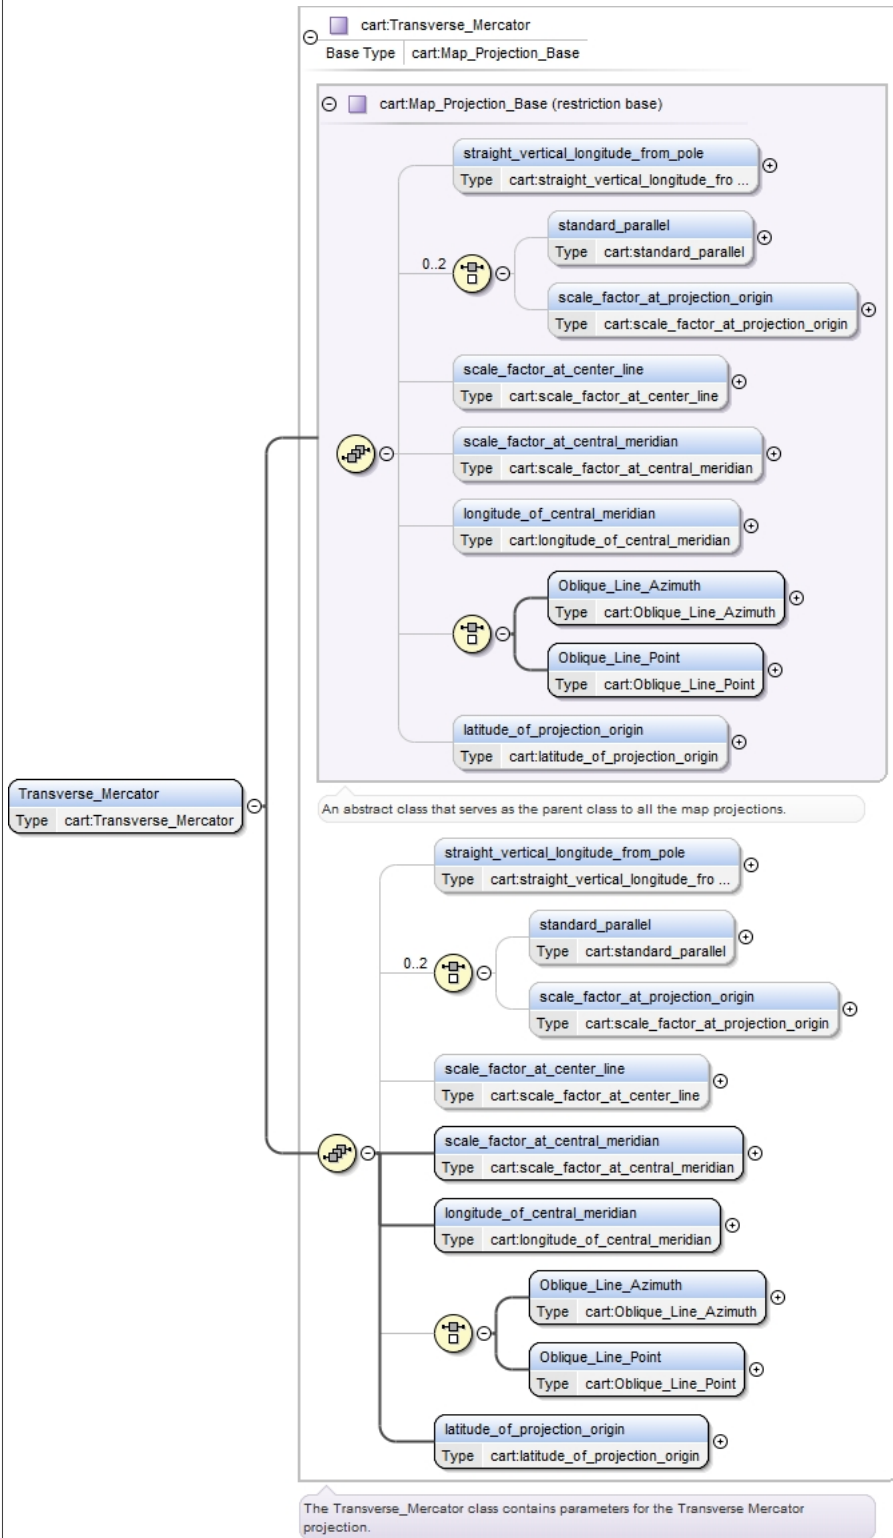 cart:Transverse_Mercator
Base Type cart:Map_Projection_Base
cart:Map_Projection_Base (restriction base)
straight_vertical_longitude_from_pole
Type cart:straight_vertical_longitude_fro ...
standard_parallel
Type cart:standard_parallel
0..2
scale_factor_at_projection_origin
Type cart:scale_factor_at_projection_origin
scale_factor_at_center_line
Type cart:scale_factor_at_center_line
scale_factor_at_central_meridian
Type cart:scale_factor_at_central_meridian
longitude_of_central_meridian
Type cart:longitude_of_central_meridian
Oblique_Line_Azimuth
Type cart:Oblique_Line_Azimuth
Oblique_Line_Point
Type cart:Oblique_Line_Point
latitude_of_projection_origin
Type cart:latitude_of_projection_origin
Transverse_Mercator
Type cart:Transverse_Mercator
An abstract class that serves as the parent class to all the map projections.
straight_vertical_longitude_from_pole
Type cart:straight_vertical_longitude_fro ...
standard_parallel
Type cart:standard_parallel
0..2
scale_factor_at_projection_origin
Type cart:scale_factor_at_projection_origin
scale_factor_at_center_line
Type cart:scale_factor_at_center_line
scale_factor_at_central_meridian
Type cart:scale_factor_at_central_meridian
longitude_of_central_meridian
Type cart:longitude_of_central_meridian
Oblique_Line_Azimuth
Type cart:Oblique_Line_Azimuth
Oblique_Line_Point
Type cart:Oblique_Line_Point
latitude_of_projection_origin
Type cart:latitude_of_projection_origin
The Transverse_Mercator class contains parameters for the Transverse Mercator
projection.